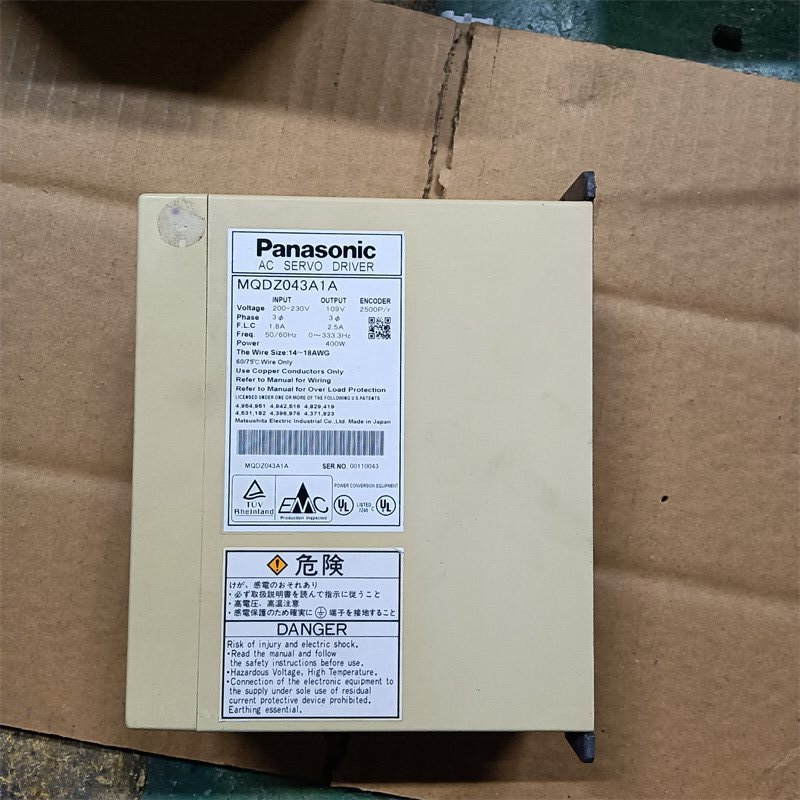 Panasonic
AC SERVO DRIVER
MQDZ043A1A
INPUT OUTPUT ENCODER
Voltage 200~230V 109V 2500P/r
Phase 3ϕ 3ϕ
F.L.C 1.8A 2.5A
Freq. 50/60Hz 0~333.3Hz
Power 400W
The Wire Size:14~18AWG
60/75℃ Wire Only
Use Copper Conductors Only
Refer to Manual for Wiring
Refer to Manual for Over Load Protection
LICENSED UNDER ONE OR MORE OF THE FOLLOWING U.S PATENTS
4,954,951 4,942,516 4,829,419
4,531,182 4,396,976 4,371,923
Matsushita Electric Industrial Co.,Ltd. Made in Japan
MQDZ043A1A SER.NO. 00110043
POWER CONVERSION EQUIPMENT
TÜV
Rheinland
EMC
Production Inspected
UL LISTED C UL
危険
けが、感電のおそれあり
・必ず取扱説明書を読んで指示に従うこと
・高電圧、高温注意
・感電保護のため確実に⏚端子を接地すること
DANGER
Risk of injury and electric shock.
・Read the manual and follow
the safety instructions before use.
・Hazardous Voltage, High Temperature.
・Connection of the electronic equipment to
the supply under sole use of residual
current protective device prohibited.
Earthing essential.